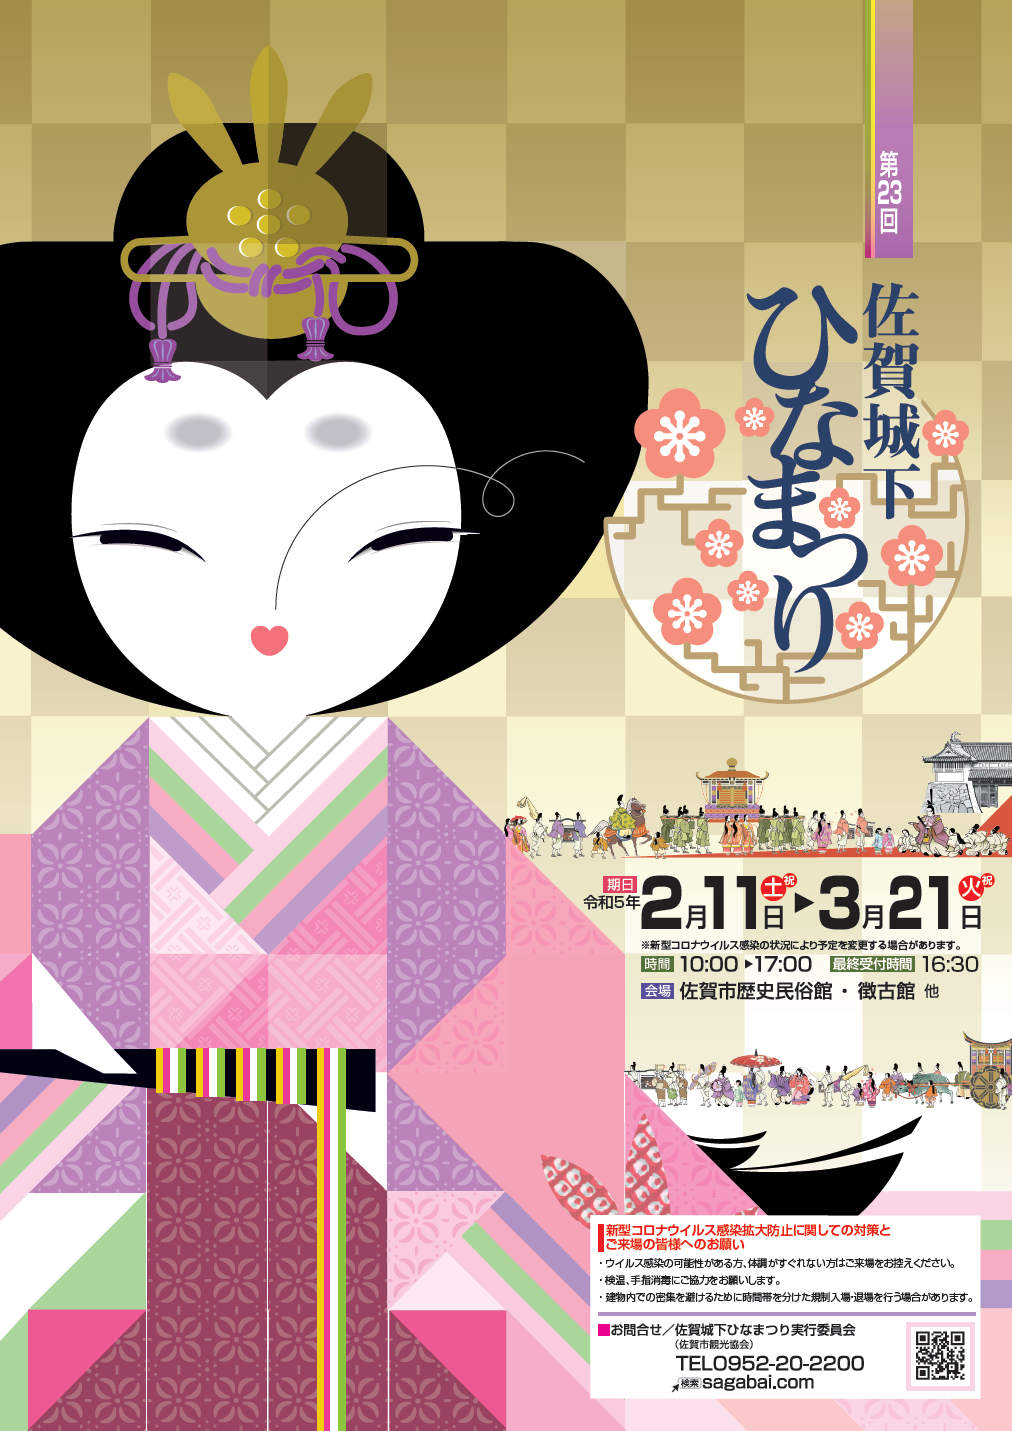 第23回
佐賀城下
ひなまつり
期日
令和5年
2月11日 土 祝 ▶ 3月21日 火 祝
※新型コロナウイルス感染の状況により予定を変更する場合があります。
時間 10:00 ▶17:00 最終受付時間 16:30
会場 佐賀市歴史民俗館 ・ 徴古館 他
新型コロナウイルス感染拡大防止に関しての対策と
ご来場の皆様へのお願い
・ウイルス感染の可能性がある方、体調がすぐれない方はご来場をお控えください。
・検温、手指消毒にご協力をお願いします。
・建物内での密集を避けるために時間帯を分けた規制入場・退場を行う場合があります。
■お問合せ／佐賀城下ひなまつり実行委員会
（佐賀市観光協会）
TEL0952-20-2200
検索 sagabai.com